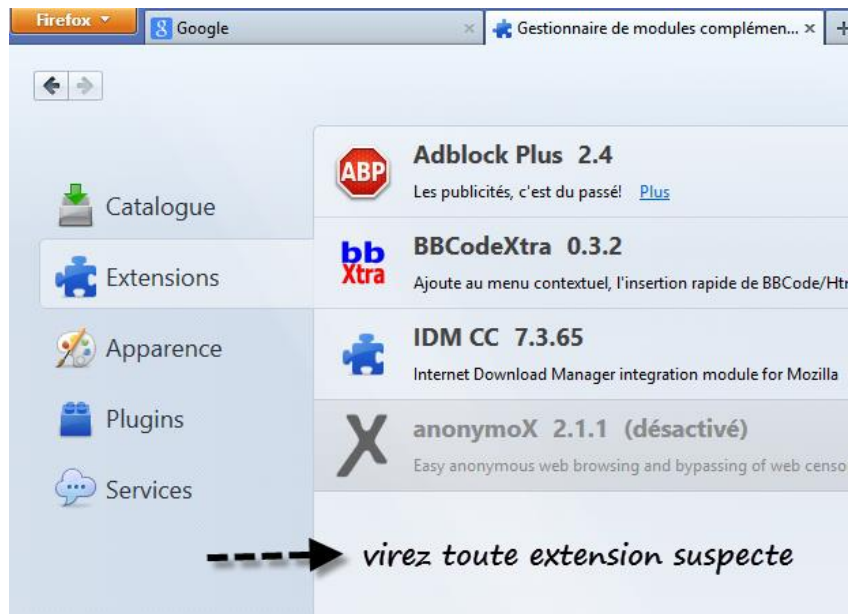 Firefox
Google
Gestionnaire de modules complémen...
Catalogue
Extensions
Apparence
Plugins
Services
ABP
Adblock Plus 2.4
Les publicités, c'est du passé! Plus
bb
Xtra
BBCodeXtra 0.3.2
Ajoute au menu contextuel, l'insertion rapide de BBCode/Htr
IDM CC 7.3.65
Internet Download Manager integration module for Mozilla
anonymoX 2.1.1 (désactivé)
Easy anonymous web browsing and bypassing of web censo
virez toute extension suspecte